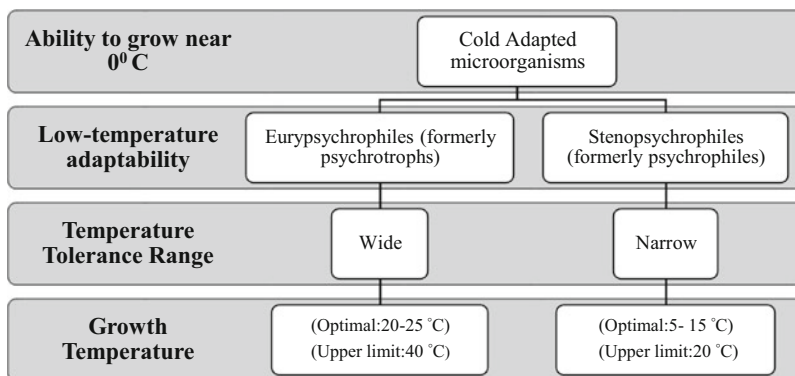 Ability to grow near
0⁰ C
Cold Adapted
microorganisms
Low-temperature
adaptability
Eurypsychrophiles (formerly
psychrotrophs)
Stenopsychrophiles
(formerly psychrophiles)
Temperature
Tolerance Range
Wide
Narrow
Growth
Temperature
(Optimal:20-25 °C)
(Upper limit:40 °C)
(Optimal:5- 15 °C)
(Upper limit:20 °C)